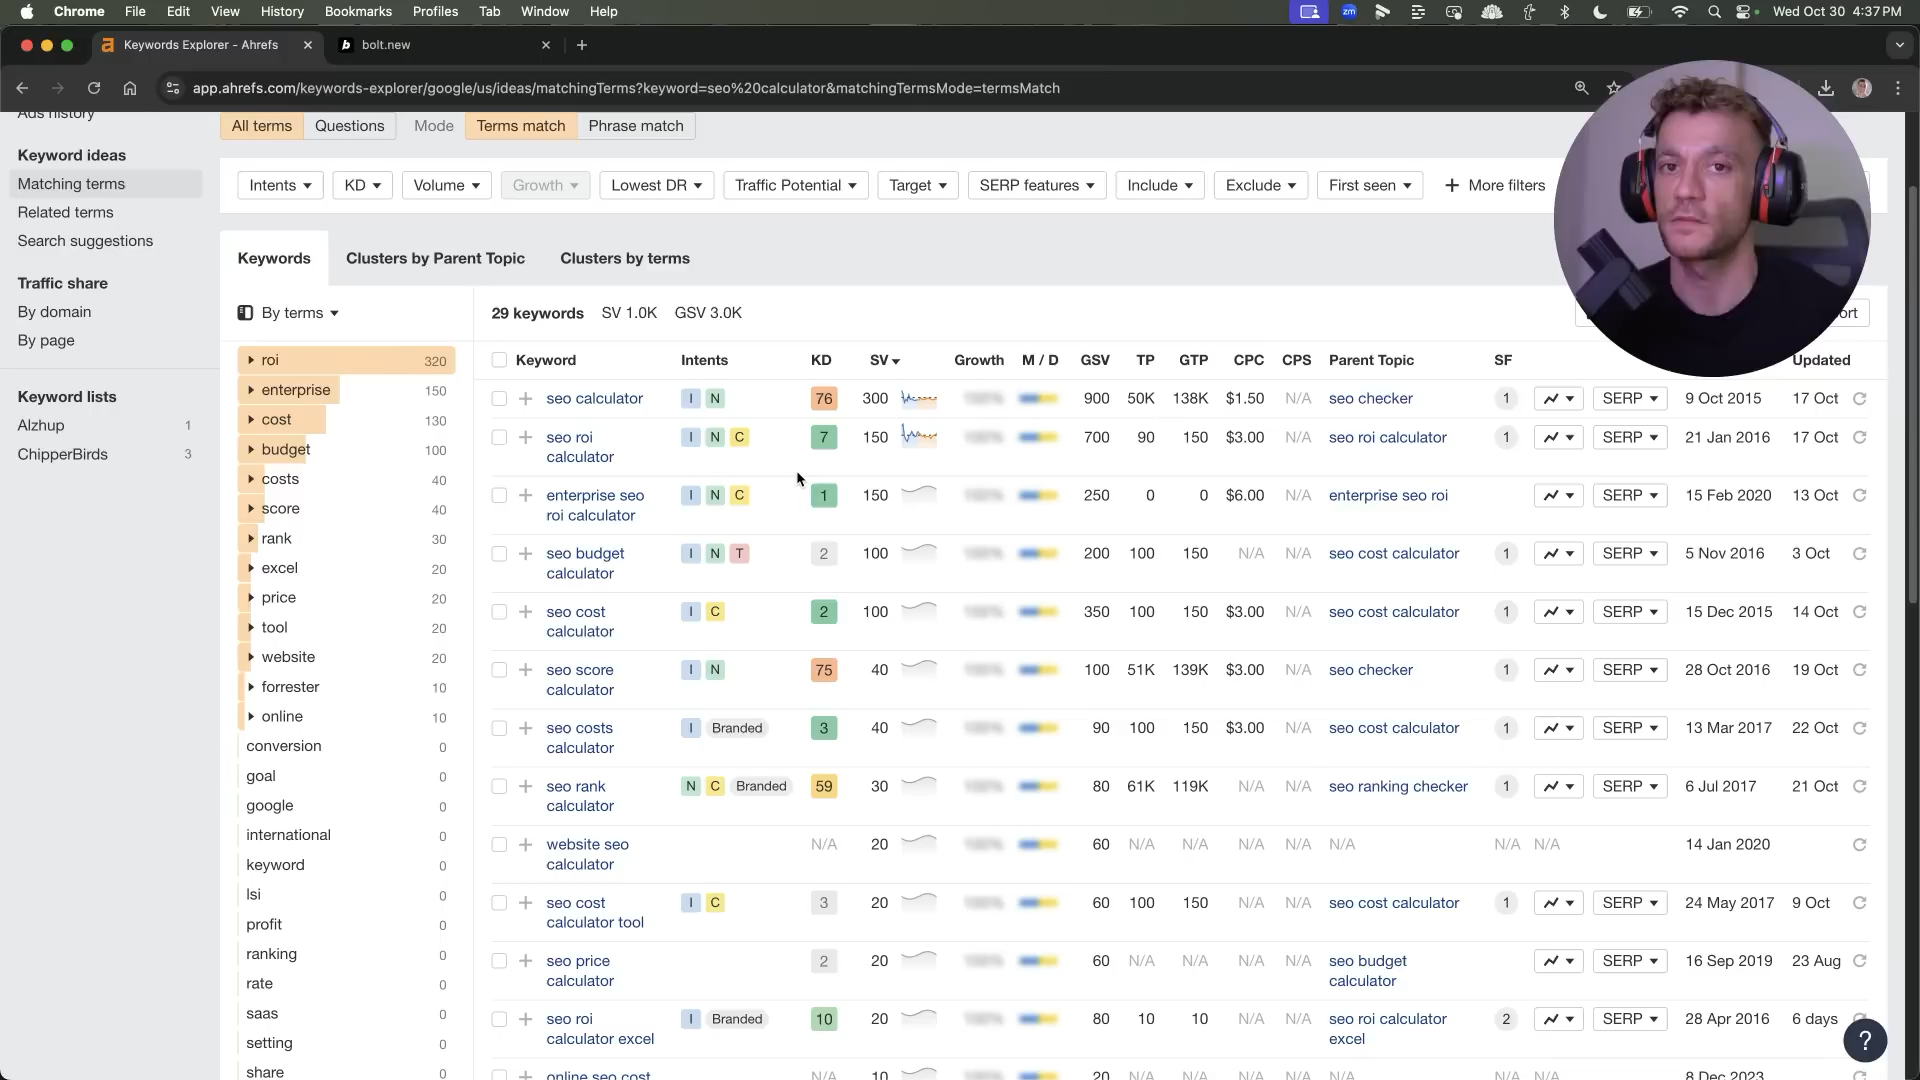 Chrome File Edit View History Bookmarks Profiles Tab Window Help zm Wed Oct 30 4:37 PM
a Keywords Explorer - Ahrefs b bolt.new
app.ahrefs.com/keywords-explorer/google/us/ideas/matchingTerms?keyword=seo%20calculator&matchingTermsMode=termsMatch
Ads history
Keyword ideas
Matching terms
Related terms
Search suggestions
Traffic share
By domain
By page
Keyword lists
Alzhup 1
ChipperBirds 3
All terms Questions Mode Terms match Phrase match
Intents KD Volume Growth Lowest DR Traffic Potential Target SERP features Include Exclude First seen + More filters
Keywords Clusters by Parent Topic Clusters by terms
By terms
roi 320
enterprise 150
cost 130
budget 100
costs 40
score 40
rank 30
excel 20
price 20
tool 20
website 20
forrester 10
online 10
conversion 0
goal 0
google 0
international 0
keyword 0
lsi 0
profit 0
ranking 0
rate 0
saas 0
setting 0
share 0
29 keywords SV 1.0K GSV 3.0K
Keyword Intents KD SV Growth M / D GSV TP GTP CPC CPS Parent Topic SF Updated
seo calculator I N 76 300 900 50K 138K $1.50 N/A seo checker 1 SERP 9 Oct 2015 17 Oct
seo roi
calculator I N C 7 150 700 90 150 $3.00 N/A seo roi calculator 1 SERP 21 Jan 2016 17 Oct
enterprise seo
roi calculator I N C 1 150 250 0 0 $6.00 N/A enterprise seo roi SERP 15 Feb 2020 13 Oct
seo budget
calculator I N T 2 100 200 100 150 N/A N/A seo cost calculator 1 SERP 5 Nov 2016 3 Oct
seo cost
calculator I C 2 100 350 100 150 $3.00 N/A seo cost calculator 1 SERP 15 Dec 2015 14 Oct
seo score
calculator I N 75 40 100 51K 139K $3.00 N/A seo checker 1 SERP 28 Oct 2016 19 Oct
seo costs
calculator I Branded 3 40 90 100 150 $3.00 N/A seo cost calculator 1 SERP 13 Mar 2017 22 Oct
seo rank
calculator N C Branded 59 30 80 61K 119K N/A N/A seo ranking checker 1 SERP 6 Jul 2017 21 Oct
website seo
calculator N/A 20 60 N/A N/A N/A N/A N/A N/A N/A 14 Jan 2020
seo cost
calculator tool I C 3 20 60 100 150 N/A N/A seo cost calculator 1 SERP 24 May 2017 9 Oct
seo price
calculator 2 20 60 N/A N/A N/A N/A seo budget
calculator SERP 16 Sep 2019 23 Aug
seo roi
calculator excel I Branded 10 20 80 10 10 N/A N/A seo roi calculator
excel 2 SERP 28 Apr 2016 6 days
online seo cost N/A 10 20 N/A N/A N/A N/A N/A N/A N/A 8 Dec 2023
?